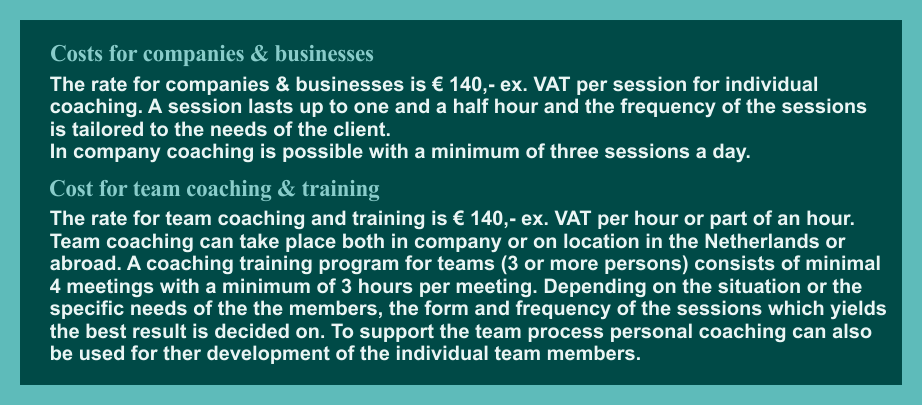 Costs for companies & businesses
The rate for companies & businesses is € 140,- ex. VAT per session for individual
coaching. A session lasts up to one and a half hour and the frequency of the sessions
is tailored to the needs of the client.
In company coaching is possible with a minimum of three sessions a day.
Cost for team coaching & training
The rate for team coaching and training is € 140,- ex. VAT per hour or part of an hour.
Team coaching can take place both in company or on location in the Netherlands or
abroad. A coaching training program for teams (3 or more persons) consists of minimal
4 meetings with a minimum of 3 hours per meeting. Depending on the situation or the
specific needs of the the members, the form and frequency of the sessions which yields
the best result is decided on. To support the team process personal coaching can also
be used for ther development of the individual team members.